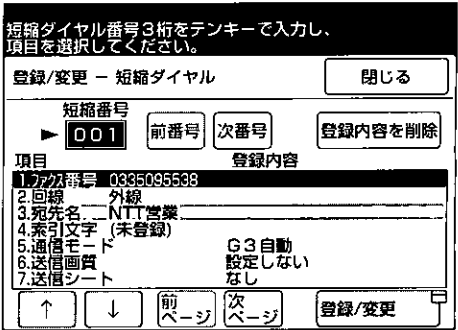 短縮ダイヤル番号3桁をテンキーで入力し、
項目を選択してください。
登録/変更 － 短縮ダイヤル 閉じる
短縮番号
► 001 前番号 次番号 登録内容を削除
項目 登録内容
1.ファクス番号 0335095538
2.回線 外線
3.宛先名 NTT営業
4.索引文字 (未登録)
5.通信モード G3自動
6.送信画質 設定しない
7.送信シート なし
↑ ↓ 前ページ 次ページ 登録/変更